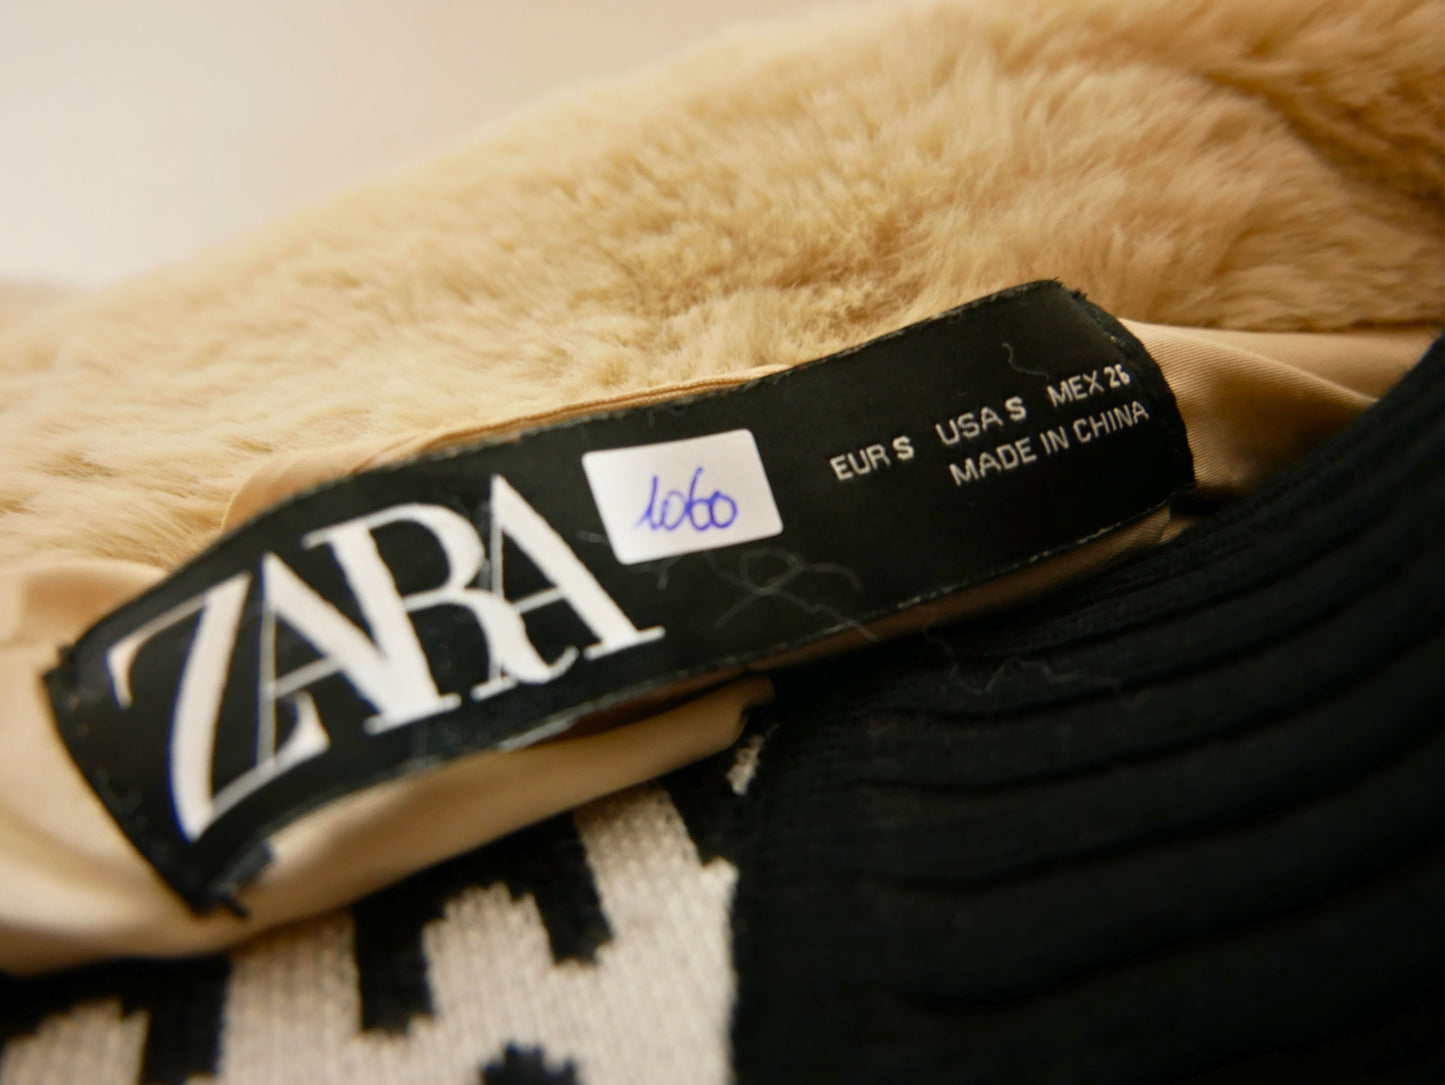 ZARA
1060
EUR S USA S MEX 26
MADE IN CHINA